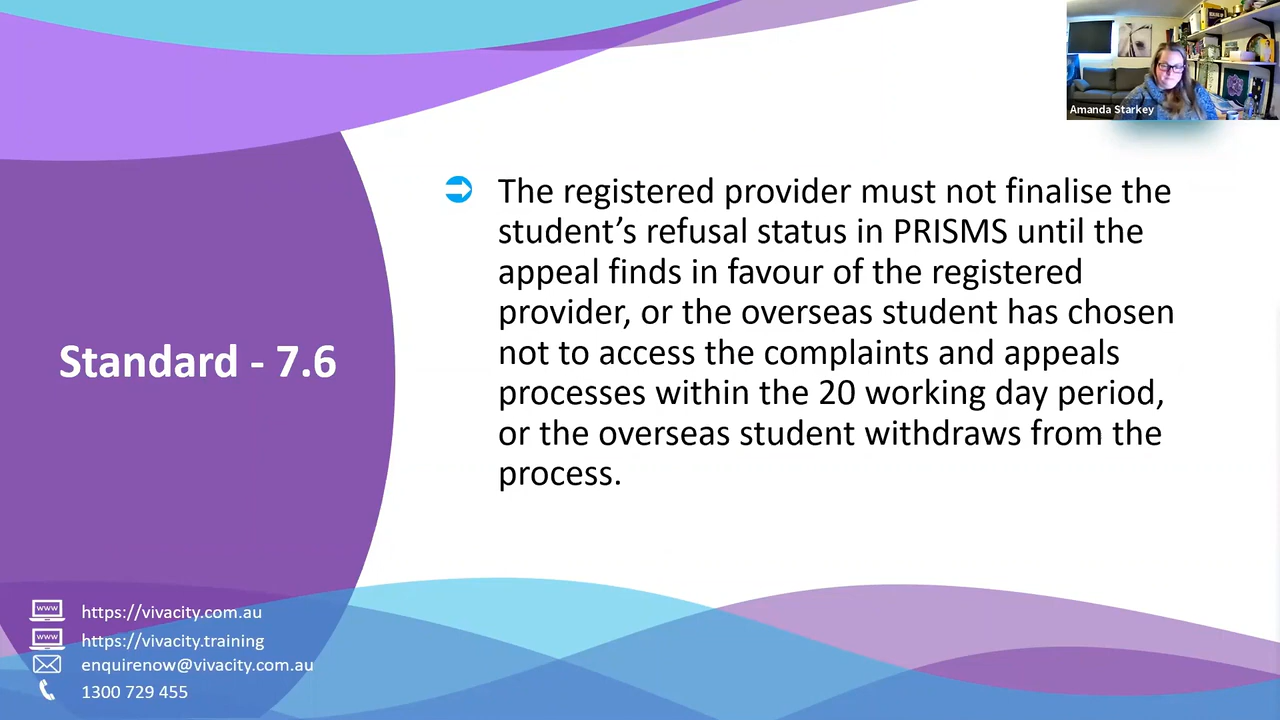 Amanda Starkey
The registered provider must not finalise the
student’s refusal status in PRISMS until the
appeal finds in favour of the registered
provider, or the overseas student has chosen
not to access the complaints and appeals
processes within the 20 working day period,
or the overseas student withdraws from the
process.
Standard - 7.6
www https://vivacity.com.au
www https://vivacity.training
enquirenow@vivacity.com.au
1300 729 455